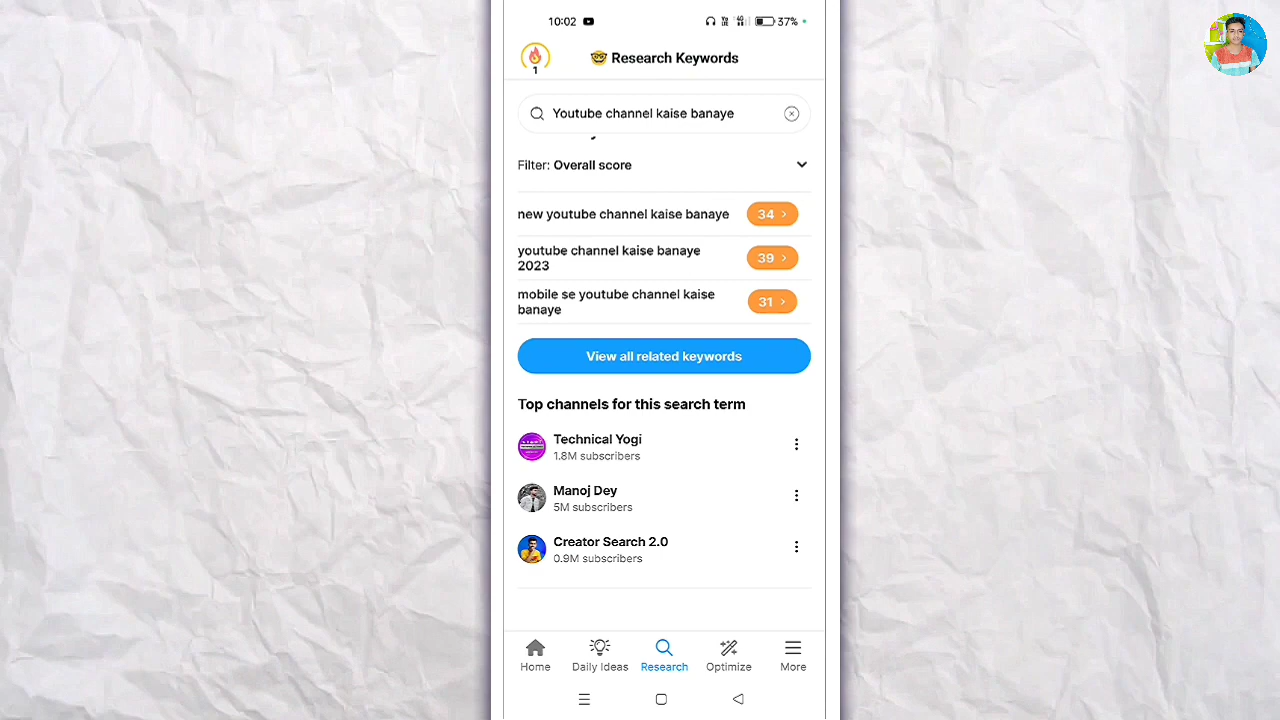 10:02
37%
1
🤓 Research Keywords
Youtube channel kaise banaye
Filter: Overall score
new youtube channel kaise banaye 34
youtube channel kaise banaye
2023
39
mobile se youtube channel kaise
banaye
31
View all related keywords
Top channels for this search term
Technical Yogi
1.8M subscribers
Manoj Dey
5M subscribers
Creator Search 2.0
0.9M subscribers
Home Daily Ideas Research Optimize More